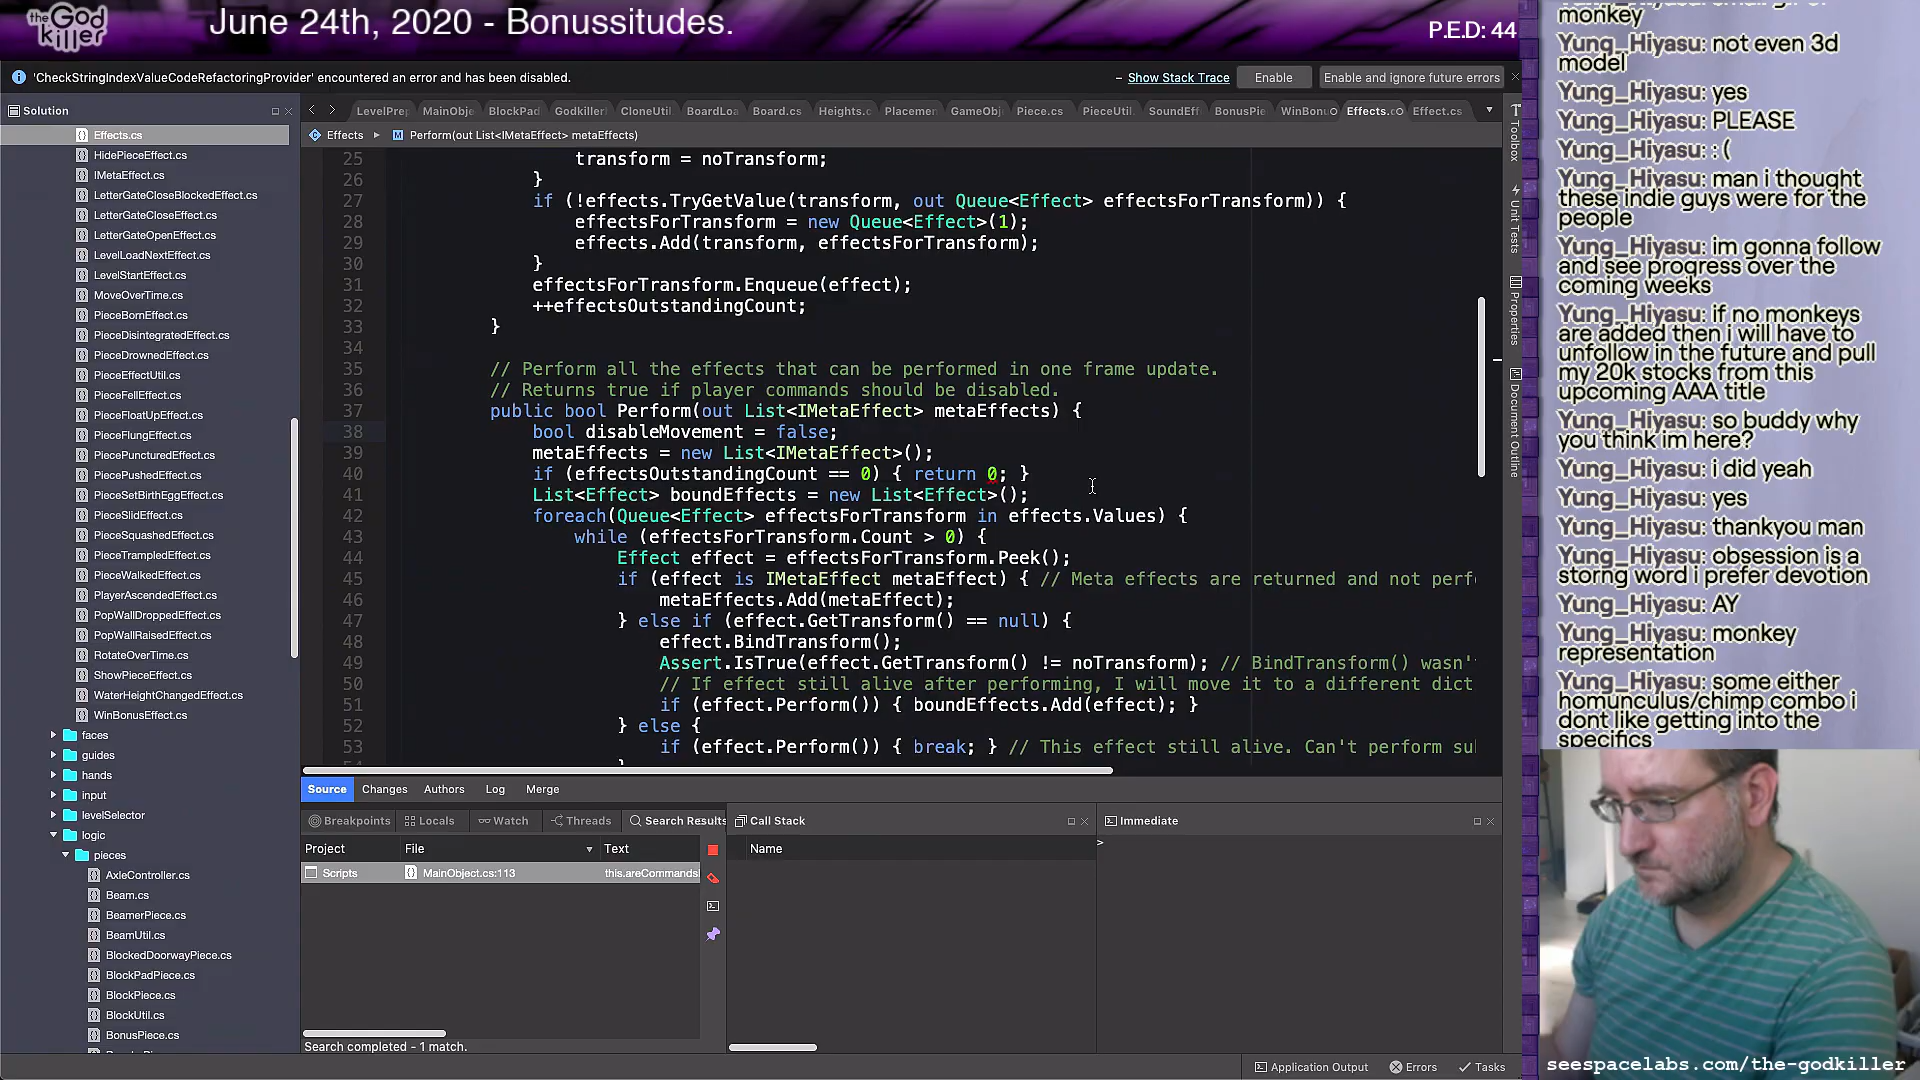 the God killer
June 24th, 2020 - Bonussitudes.
P.E.D: 44
'CheckStringIndexValueCodeRefactoringProvider' encountered an error and has been disabled.
Show Stack Trace
Enable
Enable and ignore future errors
Solution
LevelPrep
MainObje
BlockPad
Godkiller
CloneUtil
BoardLoa
Board.cs
Heights.c
Placemen
GameObj
Piece.cs
PieceUtil
SoundEff
BonusPie
WinBonu
Effects.c
Effect.cs
Effects
Perform(out List<IMetaEffect> metaEffects)
Effects.cs
HidePieceEffect.cs
IMetaEffect.cs
LetterGateCloseBlockedEffect.cs
LetterGateCloseEffect.cs
LetterGateOpenEffect.cs
LevelLoadNextEffect.cs
LevelStartEffect.cs
MoveOverTime.cs
PieceBornEffect.cs
PieceDisintegratedEffect.cs
PieceDrownedEffect.cs
PieceEffectUtil.cs
PieceFellEffect.cs
PieceFloatUpEffect.cs
PieceFlungEffect.cs
PiecePuncturedEffect.cs
PiecePushedEffect.cs
PieceSetBirthEggEffect.cs
PieceSlidEffect.cs
PieceSquashedEffect.cs
PieceTrampledEffect.cs
PieceWalkedEffect.cs
PlayerAscendedEffect.cs
PopWallDroppedEffect.cs
PopWallRaisedEffect.cs
RotateOverTime.cs
ShowPieceEffect.cs
WaterHeightChangedEffect.cs
WinBonusEffect.cs
faces
guides
hands
input
levelSelector
logic
pieces
AxleController.cs
Beam.cs
BeamerPiece.cs
BeamUtil.cs
BlockedDoorwayPiece.cs
BlockPadPiece.cs
BlockPiece.cs
BlockUtil.cs
BonusPiece.cs
25 transform = noTransform;
26 }
27 if (!effects.TryGetValue(transform, out Queue<Effect> effectsForTransform)) {
28 effectsForTransform = new Queue<Effect>(1);
29 effects.Add(transform, effectsForTransform);
30 }
31 effectsForTransform.Enqueue(effect);
32 ++effectsOutstandingCount;
33 }
34
35 // Perform all the effects that can be performed in one frame update.
36 // Returns true if player commands should be disabled.
37 public bool Perform(out List<IMetaEffect> metaEffects) {
38 bool disableMovement = false;
39 metaEffects = new List<IMetaEffect>();
40 if (effectsOutstandingCount == 0) { return 0; }
41 List<Effect> boundEffects = new List<Effect>();
42 foreach(Queue<Effect> effectsForTransform in effects.Values) {
43 while (effectsForTransform.Count > 0) {
44 Effect effect = effectsForTransform.Peek();
45 if (effect is IMetaEffect metaEffect) { // Meta effects are returned and not perf
46 metaEffects.Add(metaEffect);
47 } else if (effect.GetTransform() == null) {
48 effect.BindTransform();
49 Assert.IsTrue(effect.GetTransform() != noTransform); // BindTransform() wasn'
50 // If effect still alive after performing, I will move it to a different dict
51 if (effect.Perform()) { boundEffects.Add(effect); }
52 } else {
53 if (effect.Perform()) { break; } // This effect still alive. Can't perform su
Toolbox
Unit Tests
Properties
Document Outline
Source
Changes
Authors
Log
Merge
Breakpoints
Locals
Watch
Threads
Search Results
Project
File
Text
Scripts
MainObject.cs:113
this.areCommands
Search completed - 1 match.
Call Stack
Name
Immediate
>
Application Output
Errors
Tasks
monkey
Yung_Hiyasu: not even 3d
model
Yung_Hiyasu: yes
Yung_Hiyasu: PLEASE
Yung_Hiyasu: : (
Yung_Hiyasu: man i thought
these indie guys were for the
people
Yung_Hiyasu: im gonna follow
and see progress over the
coming weeks
Yung_Hiyasu: if no monkeys
are added then i will have to
unfollow in the future and pull
my 20k stocks from this
upcoming AAA title
Yung_Hiyasu: so buddy why
you think im here?
Yung_Hiyasu: i did yeah
Yung_Hiyasu: yes
Yung_Hiyasu: thankyou man
Yung_Hiyasu: obsession is a
storng word i prefer devotion
Yung_Hiyasu: AY
Yung_Hiyasu: monkey
representation
Yung_Hiyasu: some either
homunculus/chimp combo i
dont like getting into the
specifics
seespacelabs.com/the-godkiller